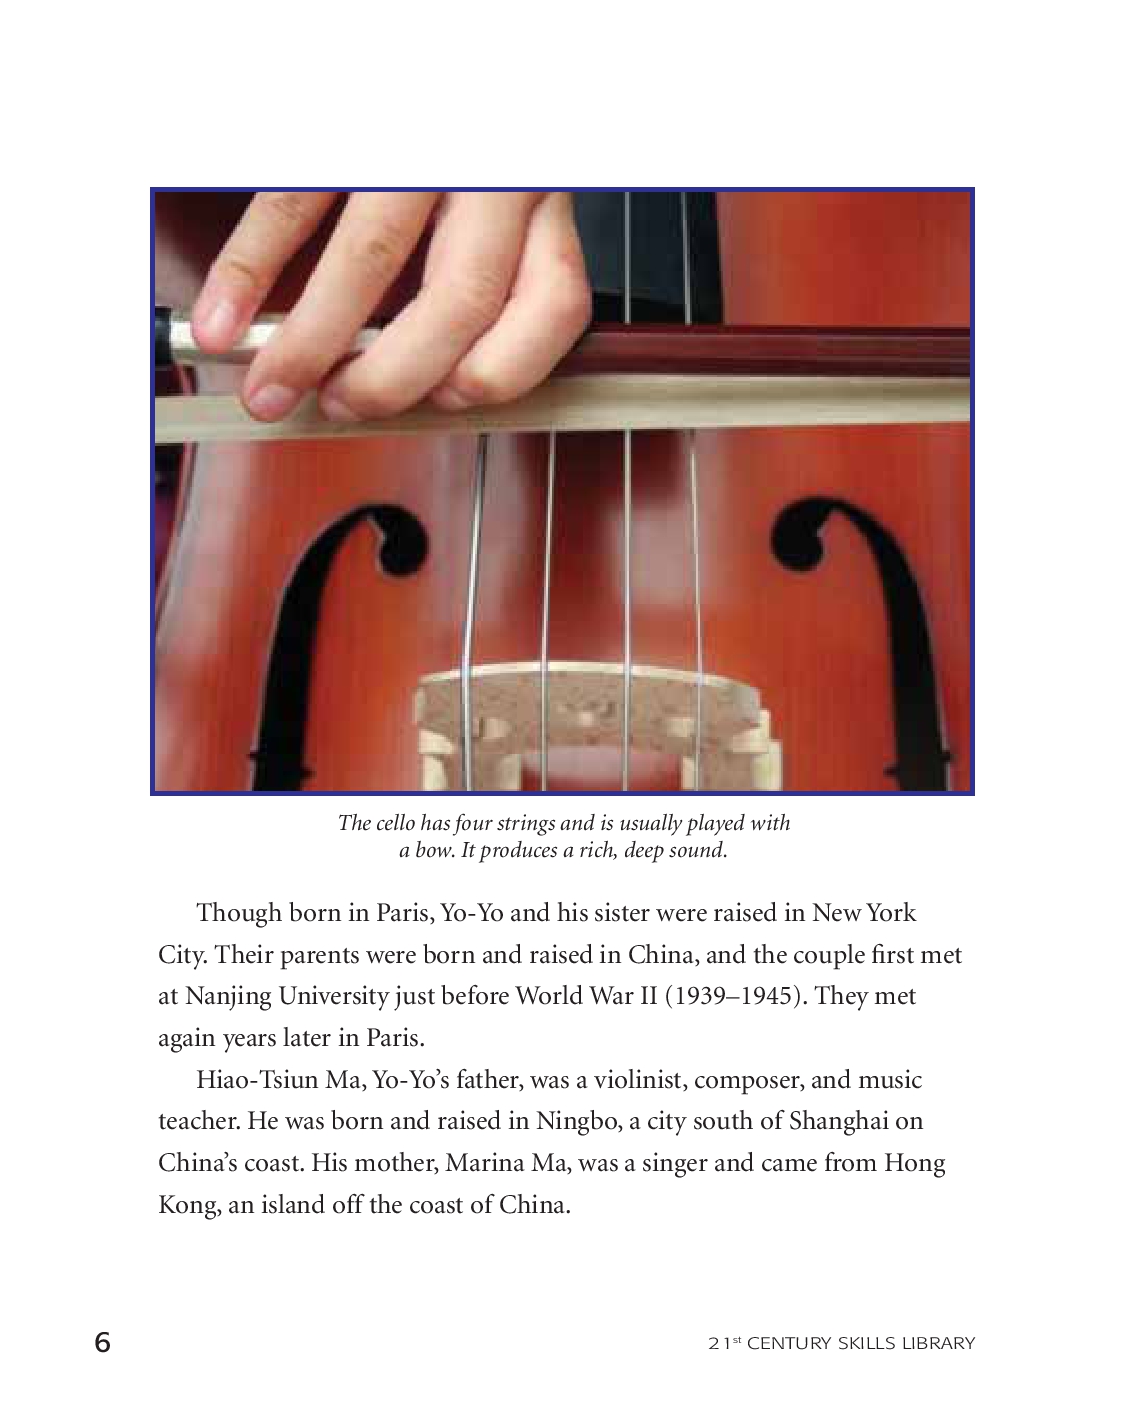 The cello has four strings and is usually played with
a bow. It produces a rich, deep sound.
Though born in Paris, Yo-Yo and his sister were raised in New York
City. Their parents were born and raised in China, and the couple first met
at Nanjing University just before World War II (1939–1945). They met
again years later in Paris.
Hiao-Tsiun Ma, Yo-Yo’s father, was a violinist, composer, and music
teacher. He was born and raised in Ningbo, a city south of Shanghai on
China’s coast. His mother, Marina Ma, was a singer and came from Hong
Kong, an island off the coast of China.
6
21st CENTURY SKILLS LIBRARY